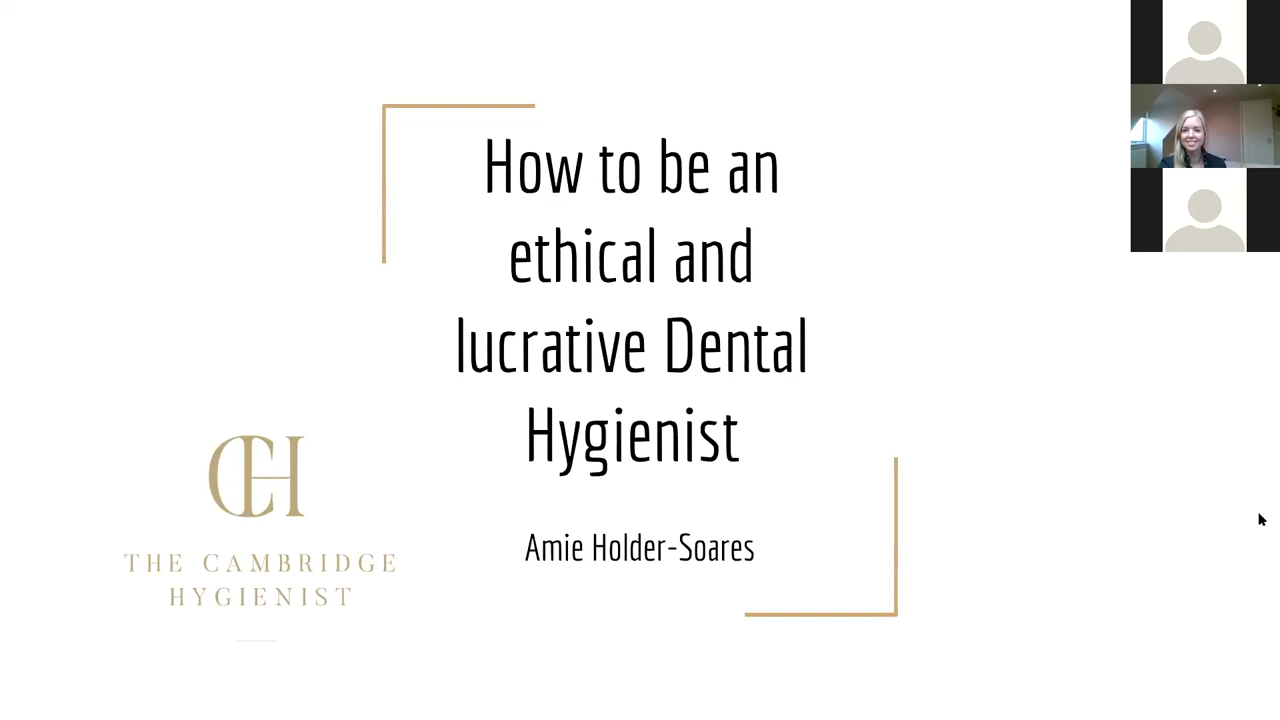 How to be an
ethical and
lucrative Dental
Hygienist
Amie Holder-Soares
CH
THE CAMBRIDGE
HYGIENIST